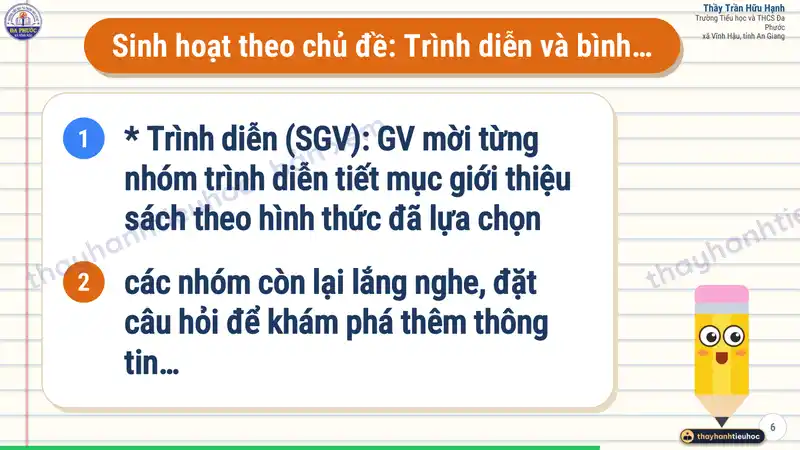 Thầy Trần Hữu Hạnh
Trường Tiểu học và THCS Đa
Phước
xã Vĩnh Hậu, tỉnh An Giang
ĐA PHƯỚC
Sinh hoạt theo chủ đề: Trình diễn và bình…
1
* Trình diễn (SGV): GV mời từng
nhóm trình diễn tiết mục giới thiệu
sách theo hình thức đã lựa chọn
2
các nhóm còn lại lắng nghe, đặt
câu hỏi để khám phá thêm thông
tin…
thayhanhtieuhoc
thayhanhtieuhoc
6